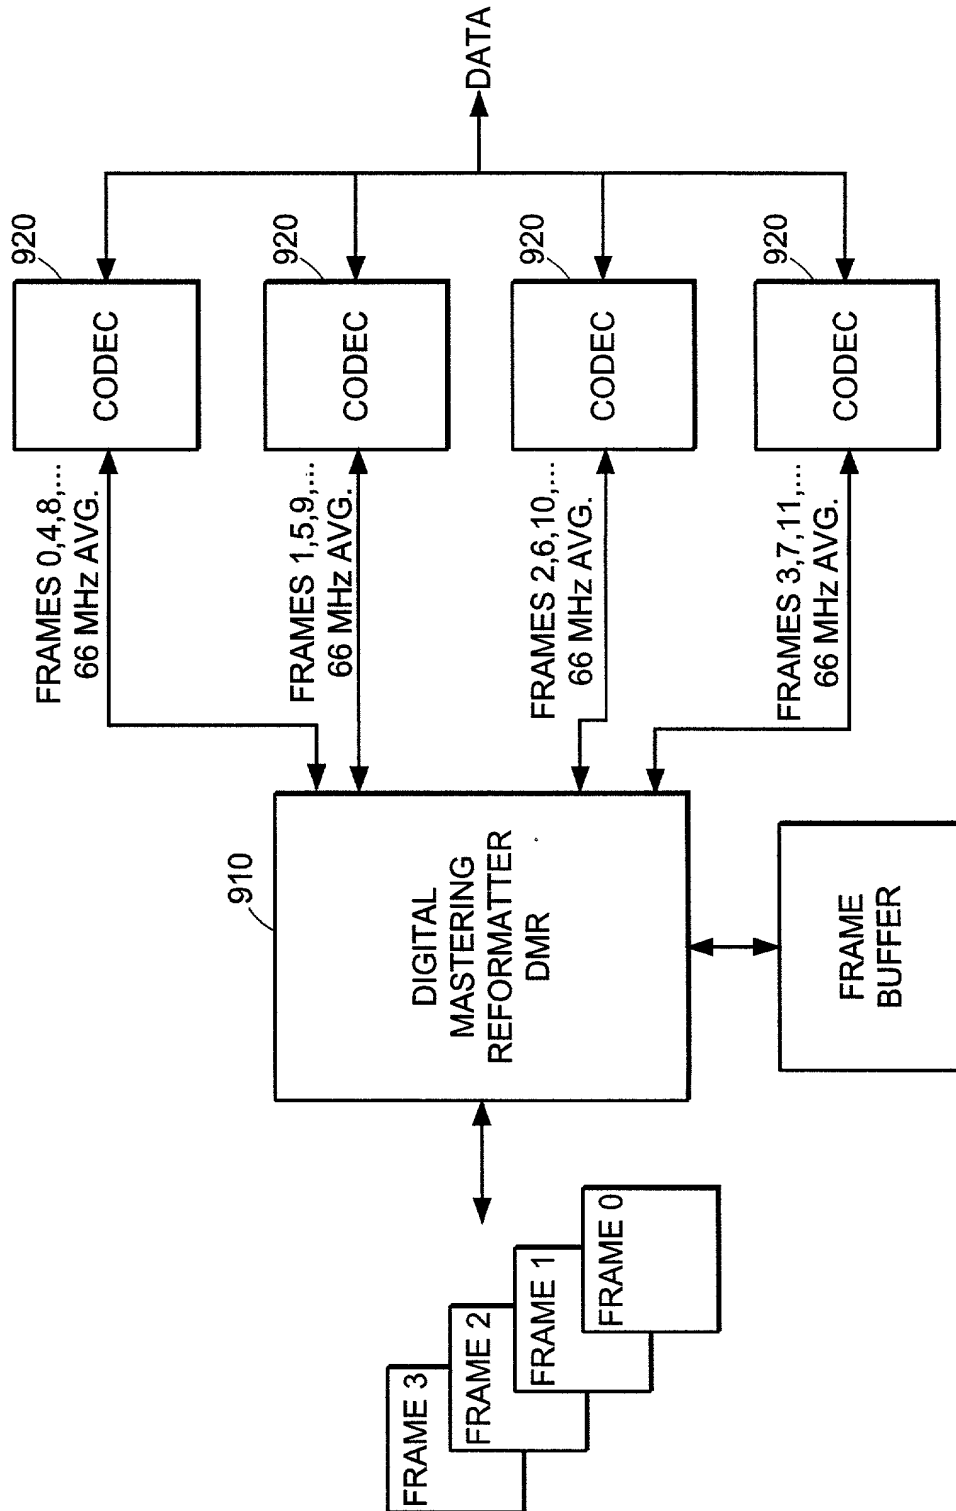 FRAME 3
FRAME 2
FRAME 1
FRAME 0
910
DIGITAL
MASTERING
REFORMATTER
DMR
FRAME
BUFFER
FRAMES 0,4,8,...
66 MHz AVG.
FRAMES 1,5,9,...
66 MHz AVG.
FRAMES 2,6,10,...
66 MHz AVG.
FRAMES 3,7,11,...
66 MHz AVG.
920
CODEC
920
CODEC
920
CODEC
920
CODEC
DATA